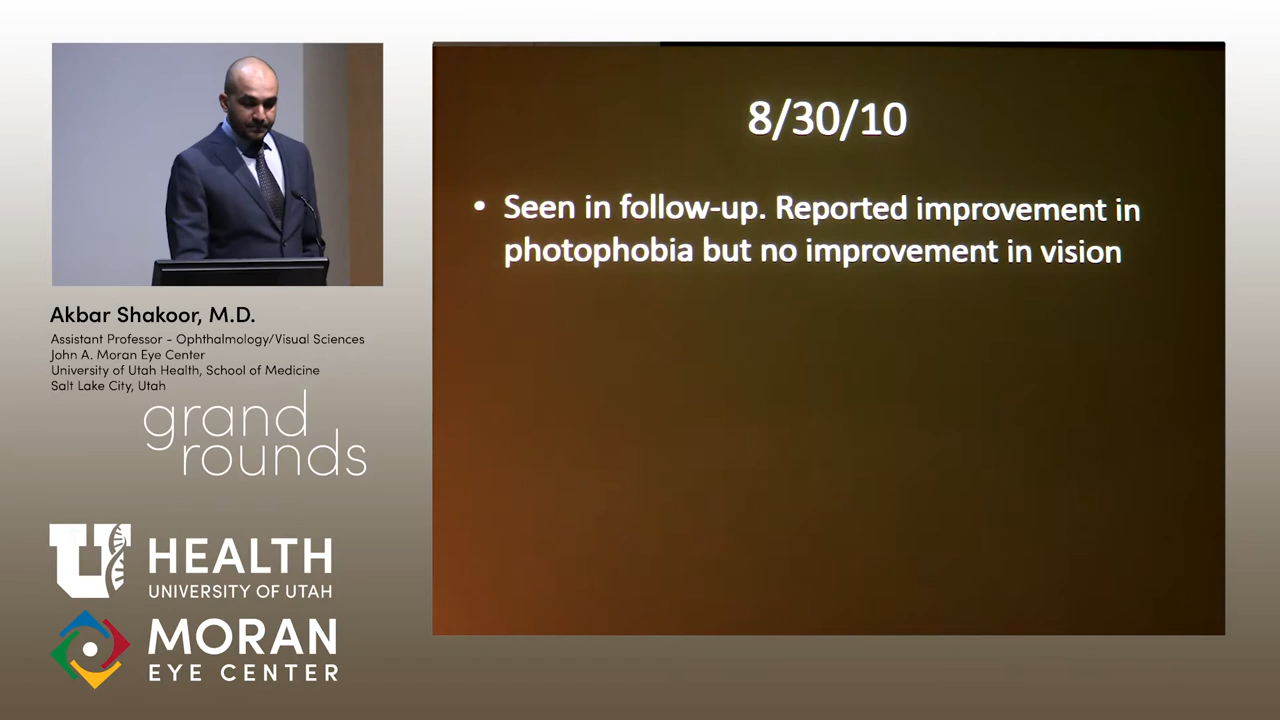 8/30/10
• Seen in follow-up. Reported improvement in
photophobia but no improvement in vision
Akbar Shakoor, M.D.
Assistant Professor - Ophthalmology/Visual Sciences
John A. Moran Eye Center
University of Utah Health, School of Medicine
Salt Lake City, Utah
grand
rounds
U HEALTH
UNIVERSITY OF UTAH
MORAN
EYE CENTER